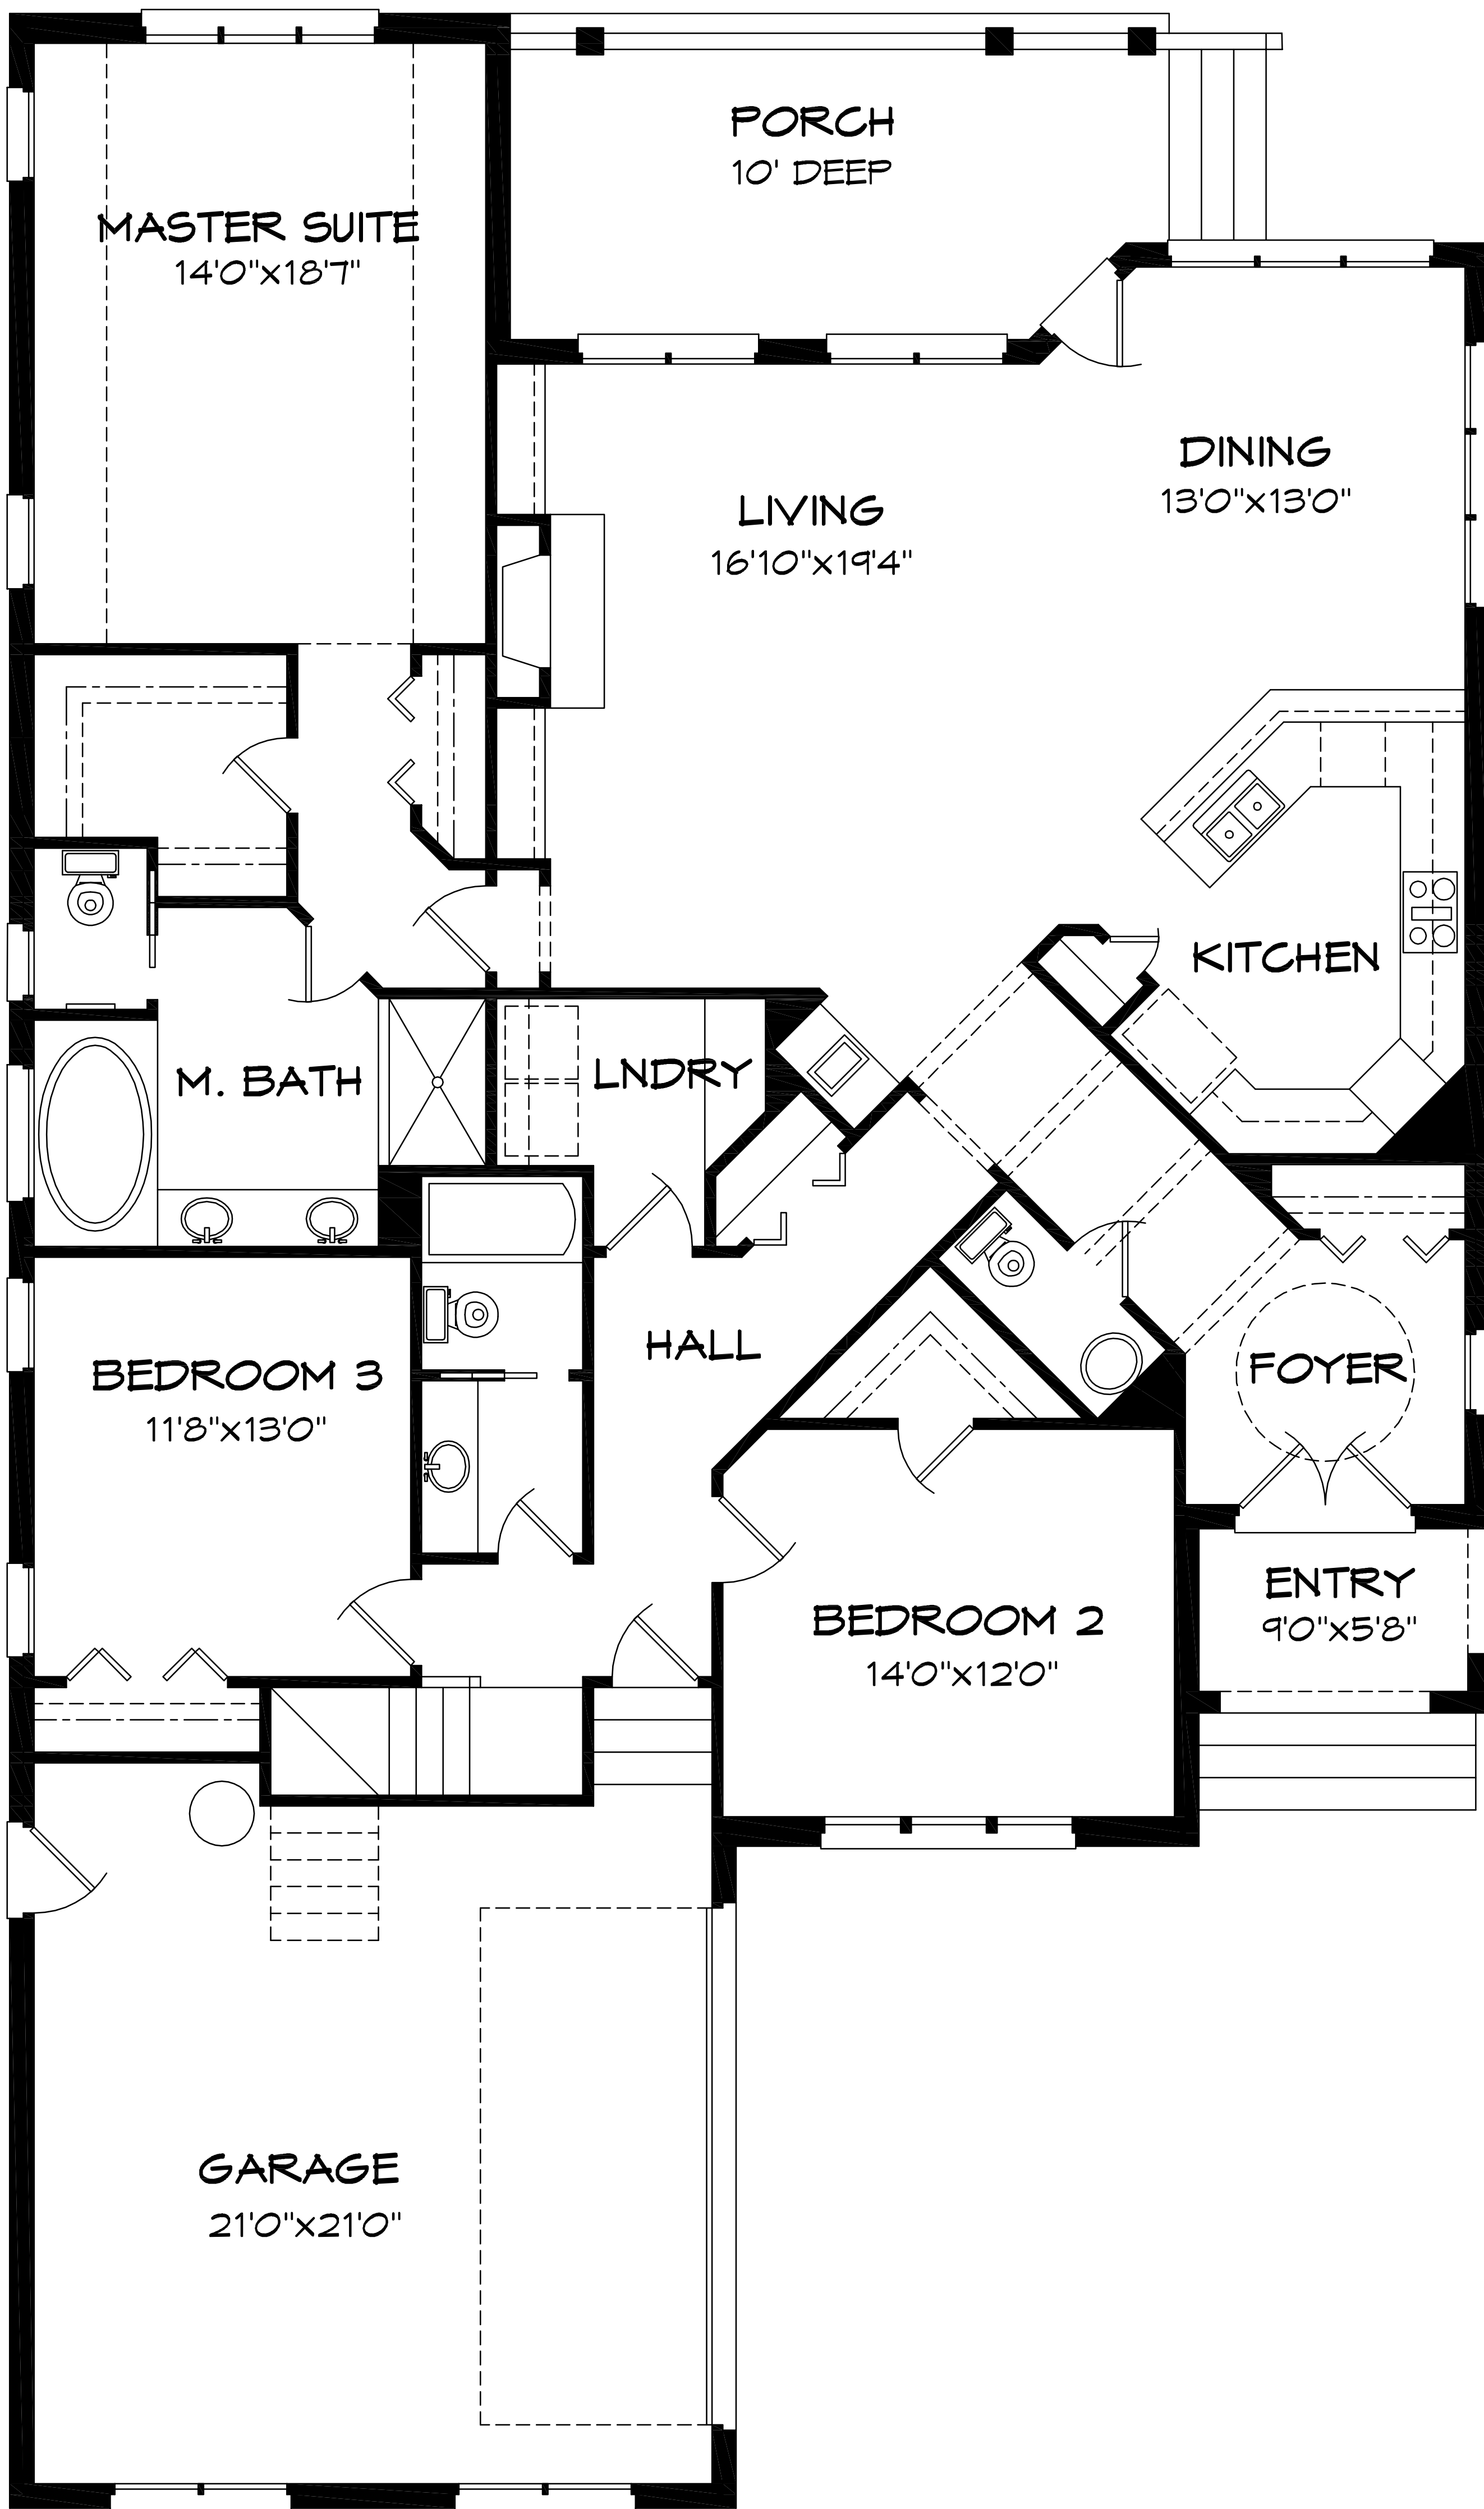 PORCH
10' DEEP
MASTER SUITE
14'0"x18'7"
DINING
13'0"x13'0"
LIVING
16'10"x19'4"
KITCHEN
LNDRY
M. BATH
HALL
FOYER
BEDROOM 3
11'8"x13'0"
ENTRY
9'0"x5'8"
BEDROOM 2
14'0"x12'0"
GARAGE
21'0"x21'0"